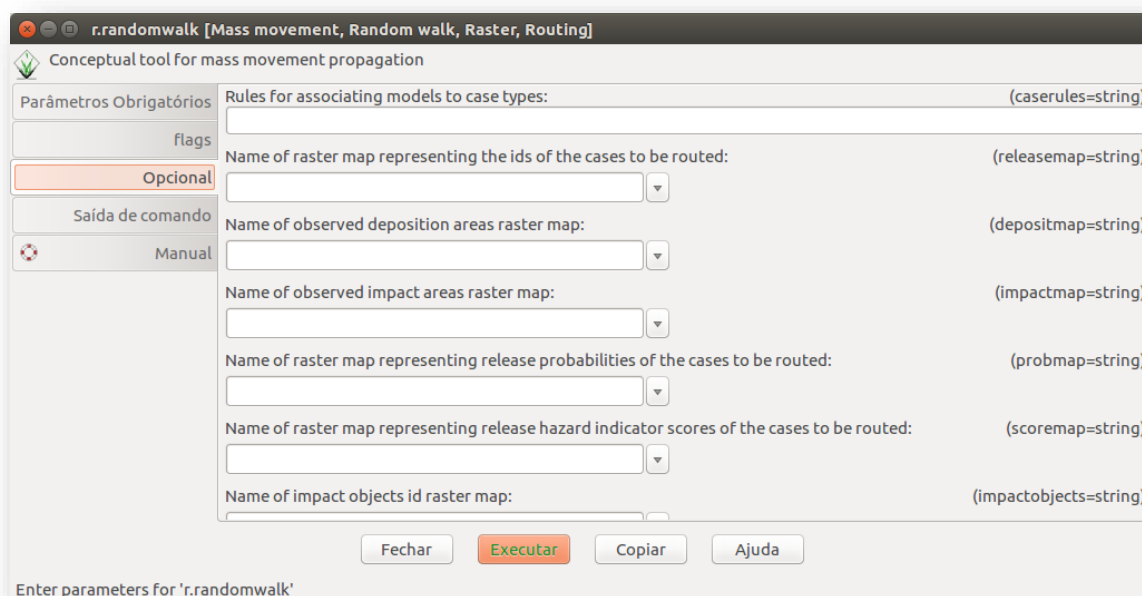 r.randomwalk [Mass movement, Random walk, Raster, Routing]
Conceptual tool for mass movement propagation
Parâmetros Obrigatórios
flags
Opcional
Saída de comando
Manual
Rules for associating models to case types: (caserules=string)
Name of raster map representing the ids of the cases to be routed: (releasemap=string)
Name of observed deposition areas raster map: (depositmap=string)
Name of observed impact areas raster map: (impactmap=string)
Name of raster map representing release probabilities of the cases to be routed: (probmap=string)
Name of raster map representing release hazard indicator scores of the cases to be routed: (scoremap=string)
Name of impact objects id raster map: (impactobjects=string)
Fechar Executar Copiar Ajuda
Enter parameters for 'r.randomwalk'